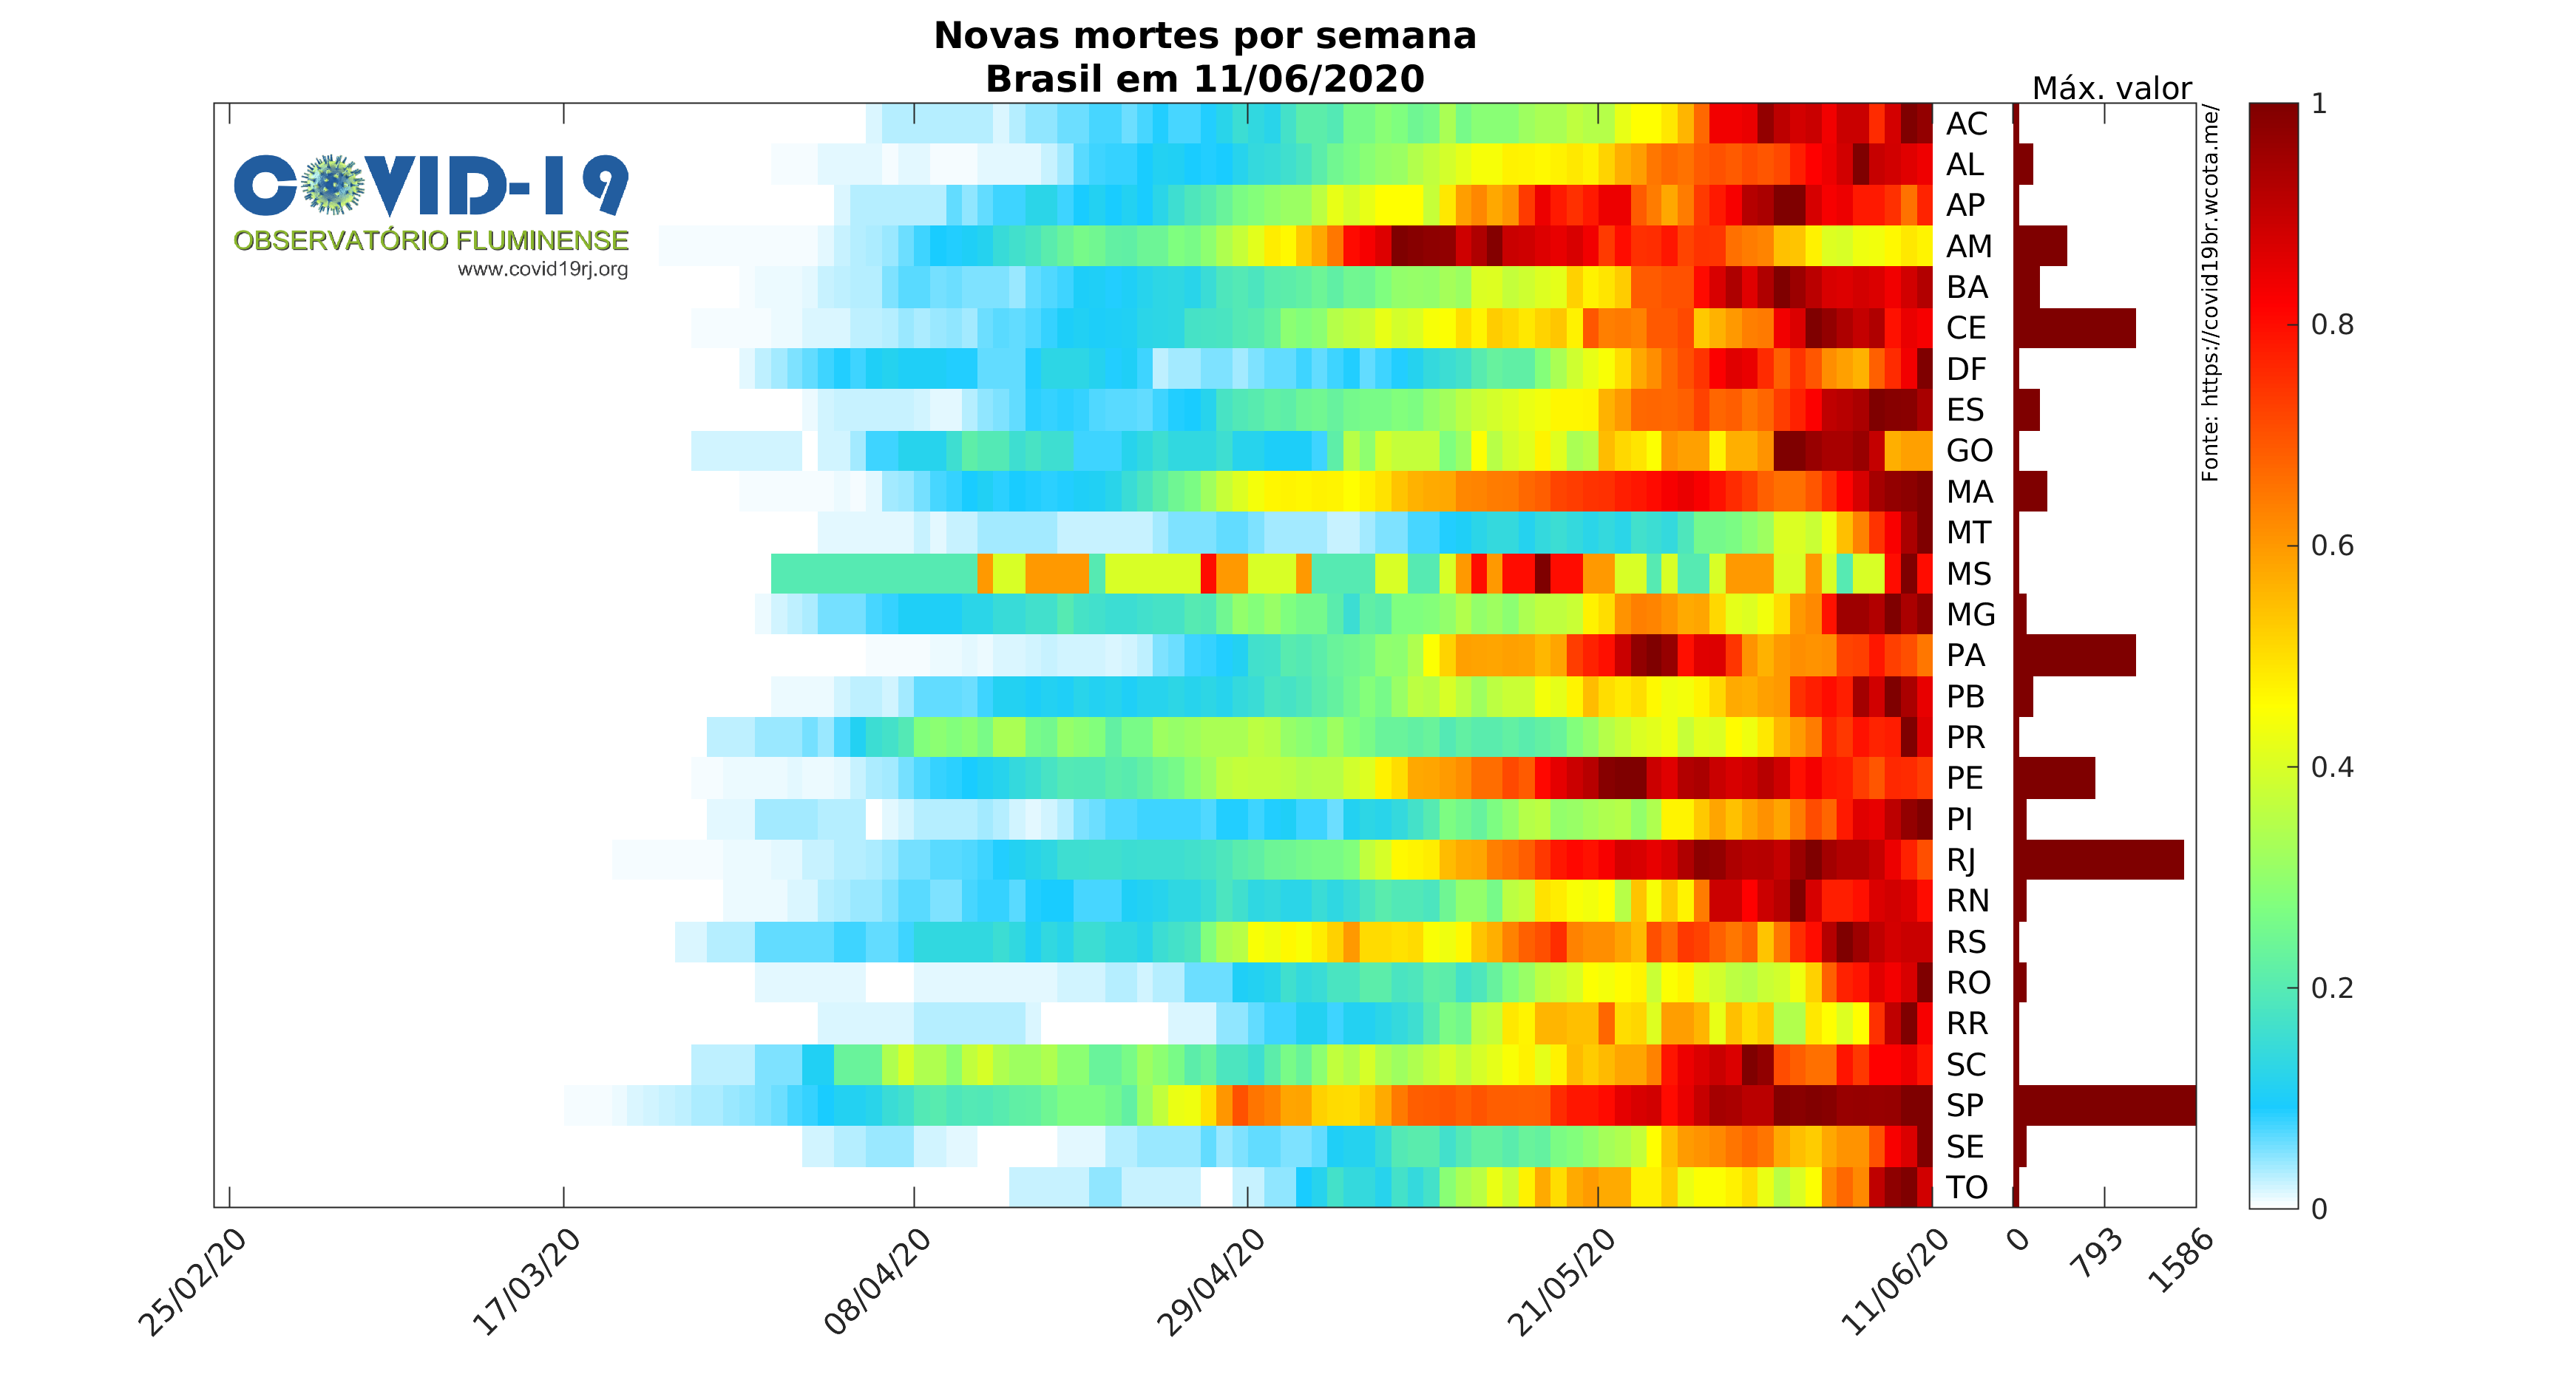 Novas mortes por semana
Brasil em 11/06/2020
Máx. valor
COVID-19
OBSERVATÓRIO FLUMINENSE
www.covid19rj.org
AC
AL
AP
AM
BA
CE
DF
ES
GO
MA
MT
MS
MG
PA
PB
PR
PE
PI
RJ
RN
RS
RO
RR
SC
SP
SE
TO
Fonte: https://covid19br.wcota.me/
1
0.8
0.6
0.4
0.2
0
25/02/20
17/03/20
08/04/20
29/04/20
21/05/20
11/06/20
0
793
1586